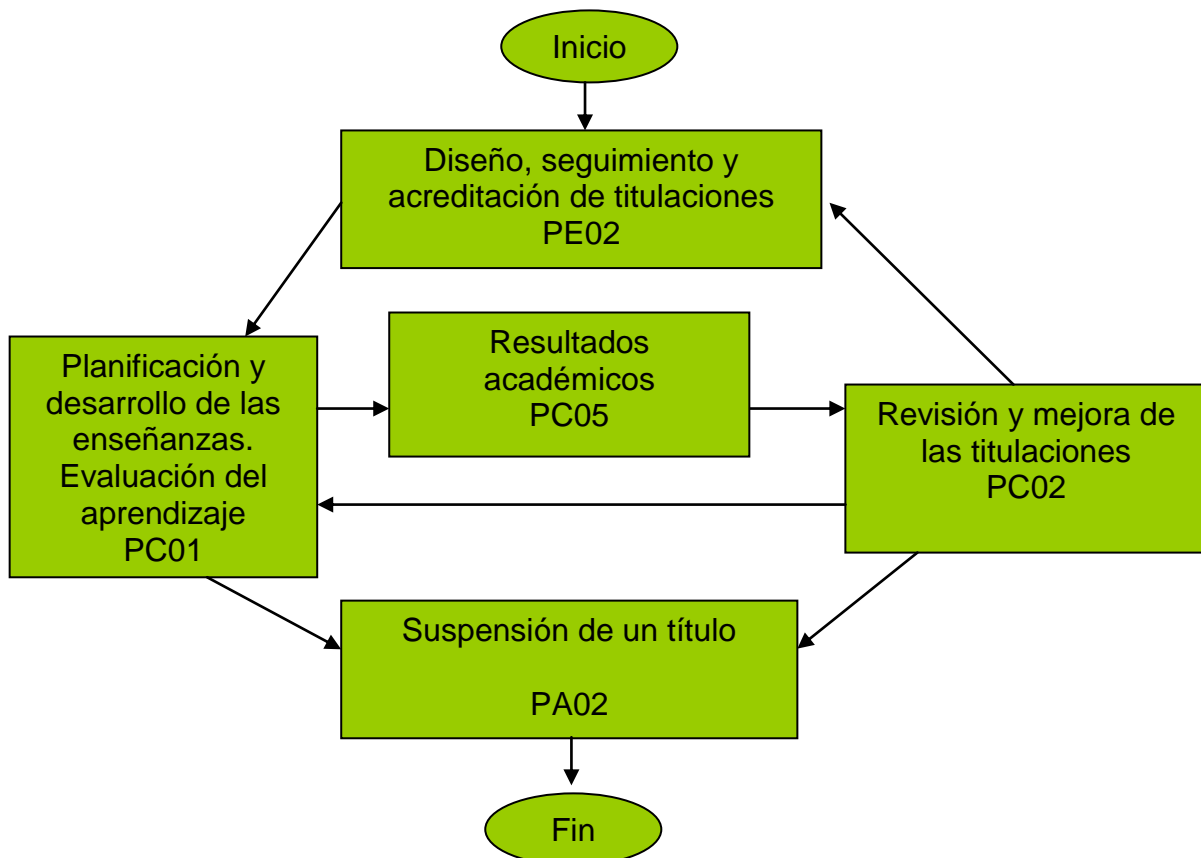 Inicio
Diseño, seguimiento y
acreditación de titulaciones
PE02
Planificación y
desarrollo de las
enseñanzas.
Evaluación del
aprendizaje
PC01
Resultados
académicos
PC05
Revisión y mejora de
las titulaciones
PC02
Suspensión de un título
PA02
Fin